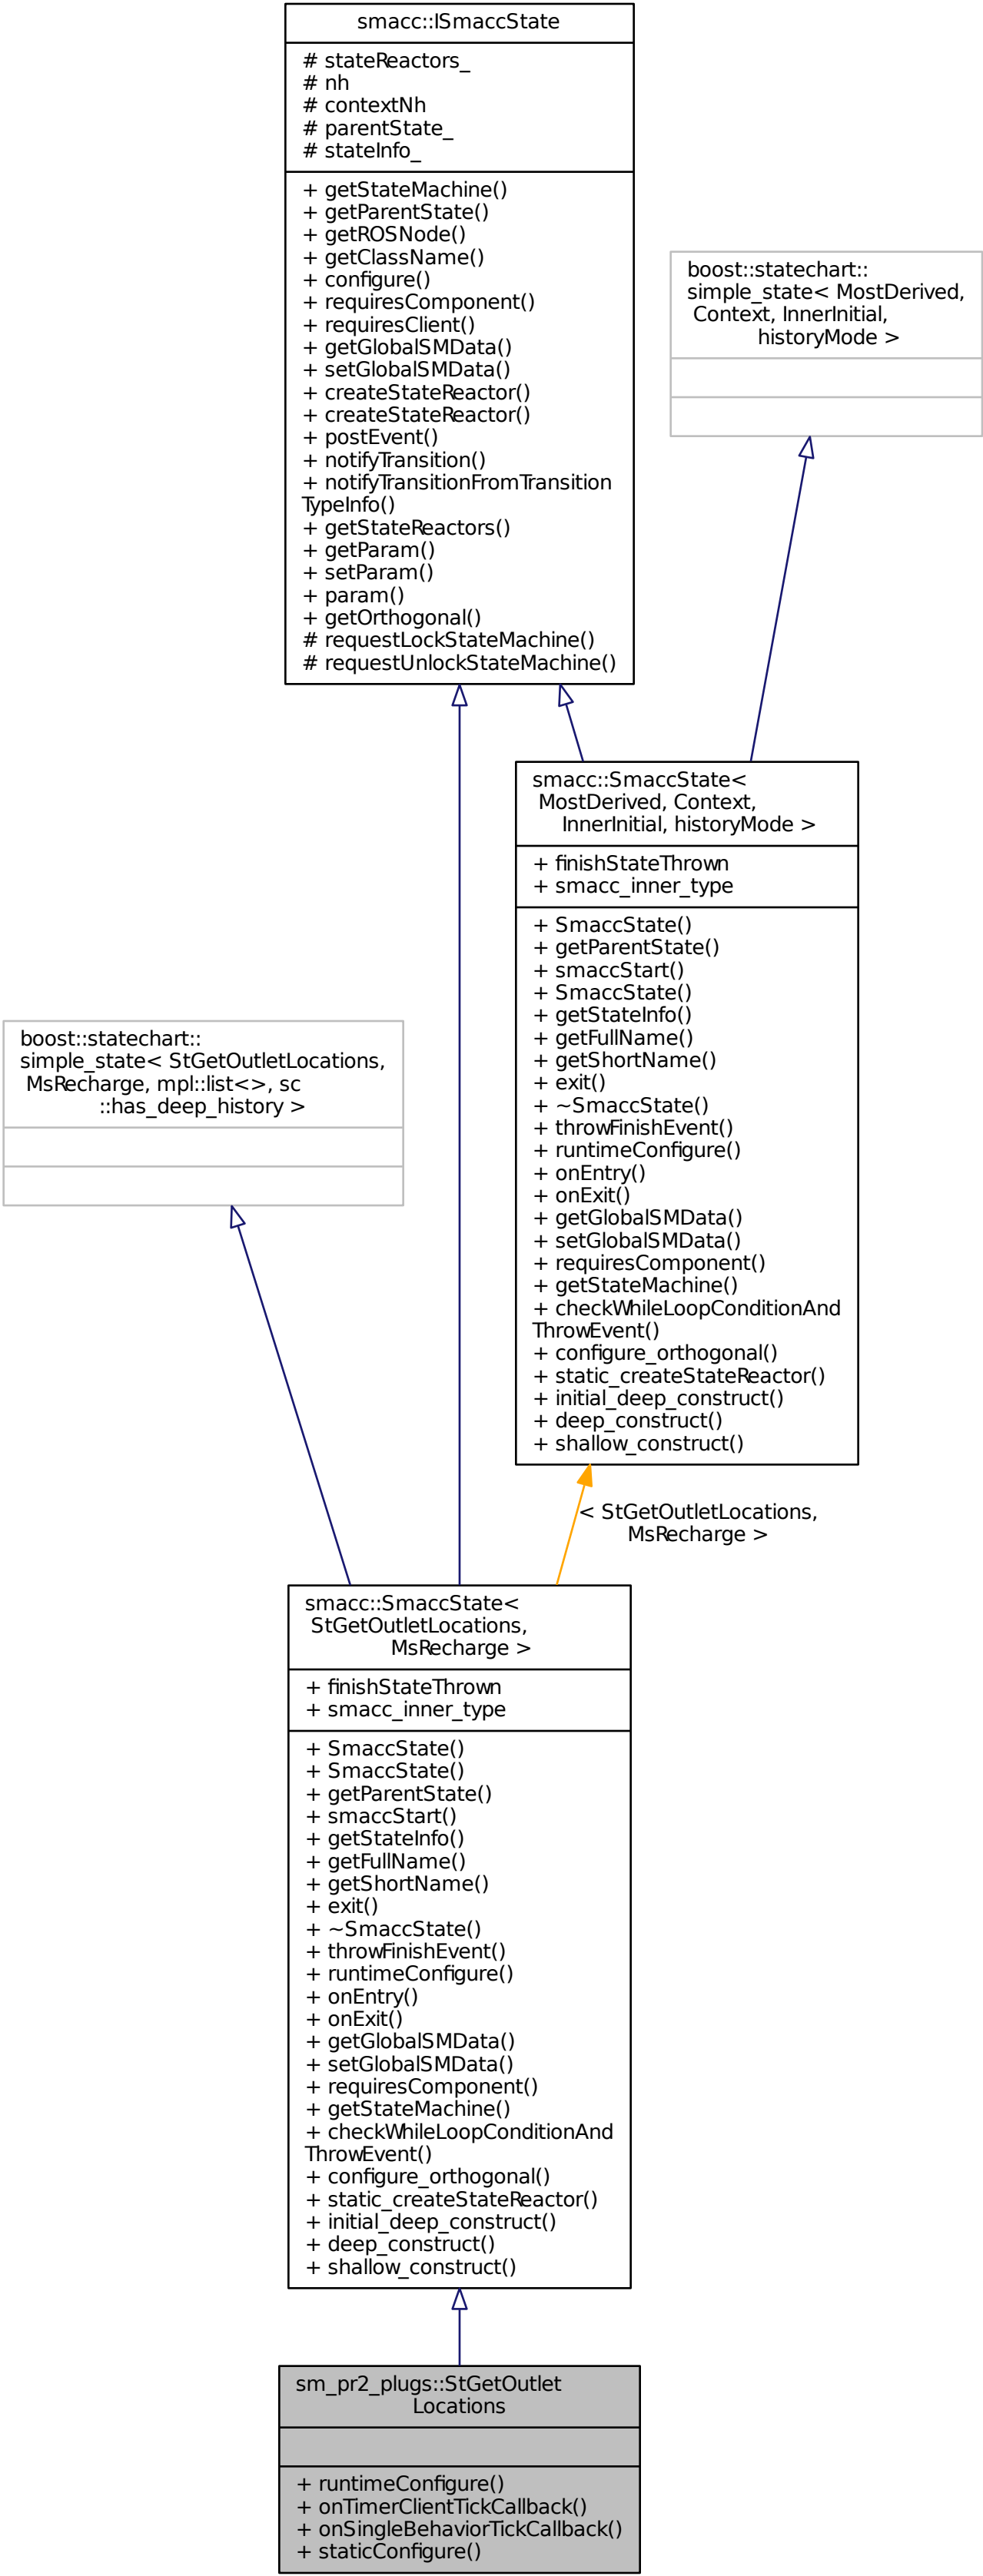 smacc::ISmaccState
# stateReactors_
# nh
# contextNh
# parentState_
# stateInfo_
+ getStateMachine()
+ getParentState()
+ getROSNode()
+ getClassName()
+ configure()
+ requiresComponent()
+ requiresClient()
+ getGlobalSMData()
+ setGlobalSMData()
+ createStateReactor()
+ createStateReactor()
+ postEvent()
+ notifyTransition()
+ notifyTransitionFromTransition
TypeInfo()
+ getStateReactors()
+ getParam()
+ setParam()
+ param()
+ getOrthogonal()
# requestLockStateMachine()
# requestUnlockStateMachine()
boost::statechart::
simple_state< MostDerived,
Context, InnerInitial,
historyMode >
smacc::SmaccState<
MostDerived, Context,
InnerInitial, historyMode >
+ finishStateThrown
+ smacc_inner_type
+ SmaccState()
+ getParentState()
+ smaccStart()
+ SmaccState()
+ getStateInfo()
+ getFullName()
+ getShortName()
+ exit()
+ ~SmaccState()
+ throwFinishEvent()
+ runtimeConfigure()
+ onEntry()
+ onExit()
+ getGlobalSMData()
+ setGlobalSMData()
+ requiresComponent()
+ getStateMachine()
+ checkWhileLoopConditionAnd
ThrowEvent()
+ configure_orthogonal()
+ static_createStateReactor()
+ initial_deep_construct()
+ deep_construct()
+ shallow_construct()
boost::statechart::
simple_state< StGetOutletLocations,
MsRecharge, mpl::list<>, sc
::has_deep_history >
< StGetOutletLocations,
MsRecharge >
smacc::SmaccState<
StGetOutletLocations,
MsRecharge >
+ finishStateThrown
+ smacc_inner_type
+ SmaccState()
+ SmaccState()
+ getParentState()
+ smaccStart()
+ getStateInfo()
+ getFullName()
+ getShortName()
+ exit()
+ ~SmaccState()
+ throwFinishEvent()
+ runtimeConfigure()
+ onEntry()
+ onExit()
+ getGlobalSMData()
+ setGlobalSMData()
+ requiresComponent()
+ getStateMachine()
+ checkWhileLoopConditionAnd
ThrowEvent()
+ configure_orthogonal()
+ static_createStateReactor()
+ initial_deep_construct()
+ deep_construct()
+ shallow_construct()
sm_pr2_plugs::StGetOutlet
Locations
+ runtimeConfigure()
+ onTimerClientTickCallback()
+ onSingleBehaviorTickCallback()
+ staticConfigure()